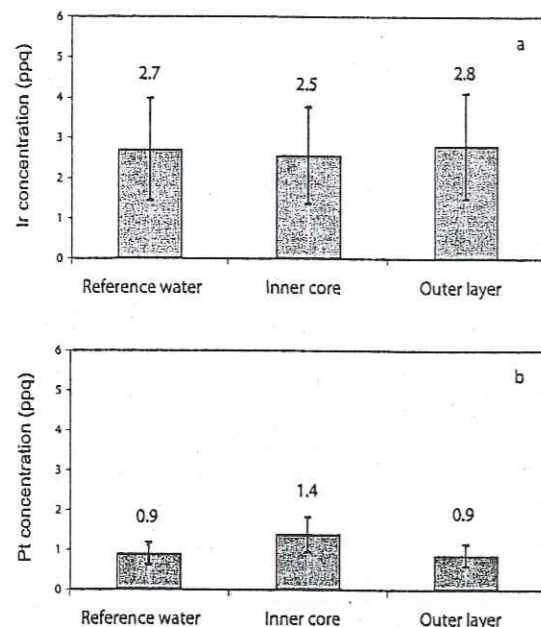 a
6
5
4
3
2
1
0
Ir concentration (ppq)
2.7
2.5
2.8
Reference water
Inner core
Outer layer
b
6
5
4
3
2
1
0
Pt concentration (ppq)
0.9
1.4
0.9
Reference water
Inner core
Outer layer